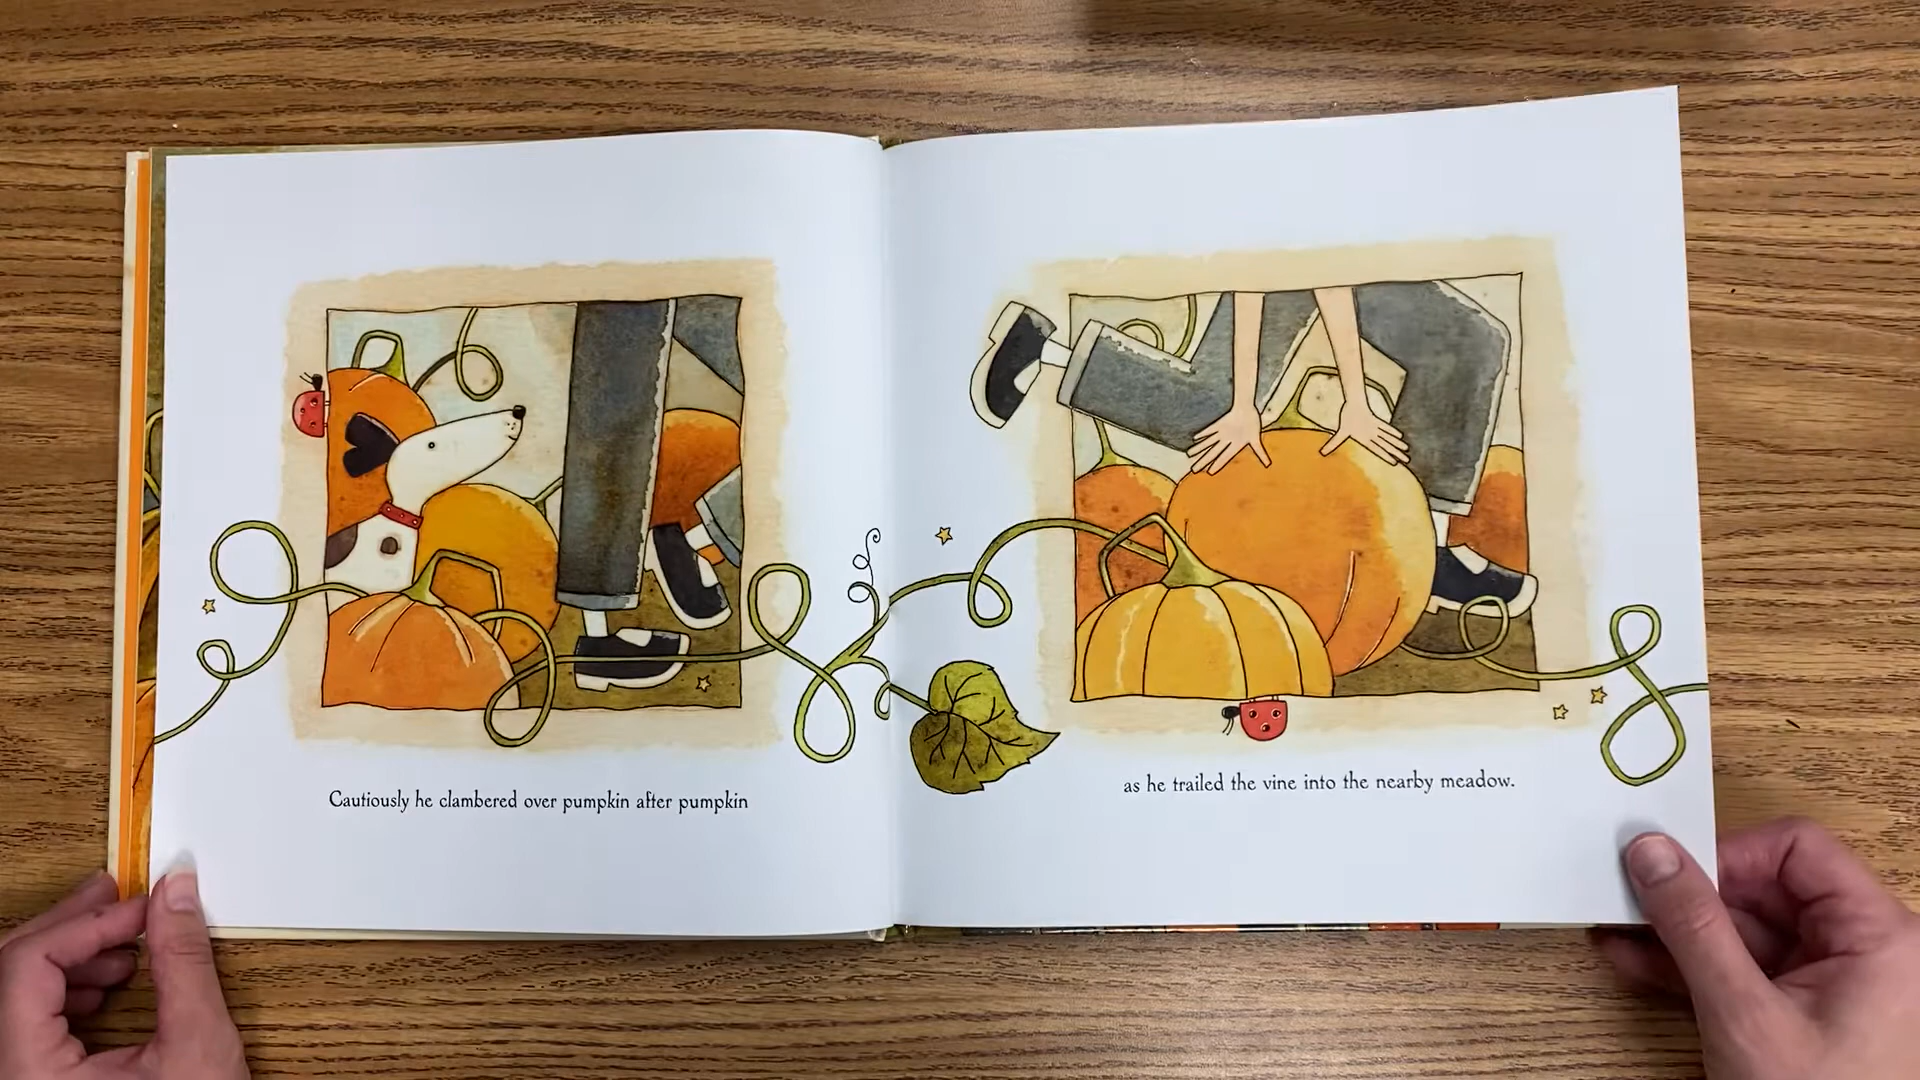 Cautiously he clambered over pumpkin after pumpkin
as he trailed the vine into the nearby meadow.